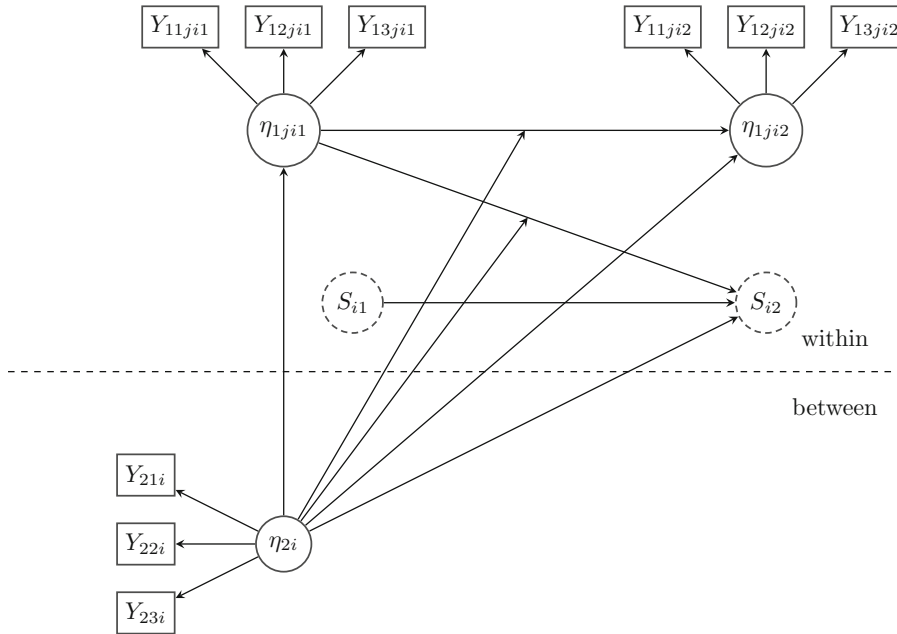 Y₁₁ⱼᵢ₁ Y₁₂ⱼᵢ₁ Y₁₃ⱼᵢ₁ Y₁₁ⱼᵢ₂ Y₁₂ⱼᵢ₂ Y₁₃ⱼᵢ₂
η₁ⱼᵢ₁ η₁ⱼᵢ₂
Sᵢ₁ Sᵢ₂
within
between
Y₂₁ᵢ
Y₂₂ᵢ η₂ᵢ
Y₂₃ᵢ